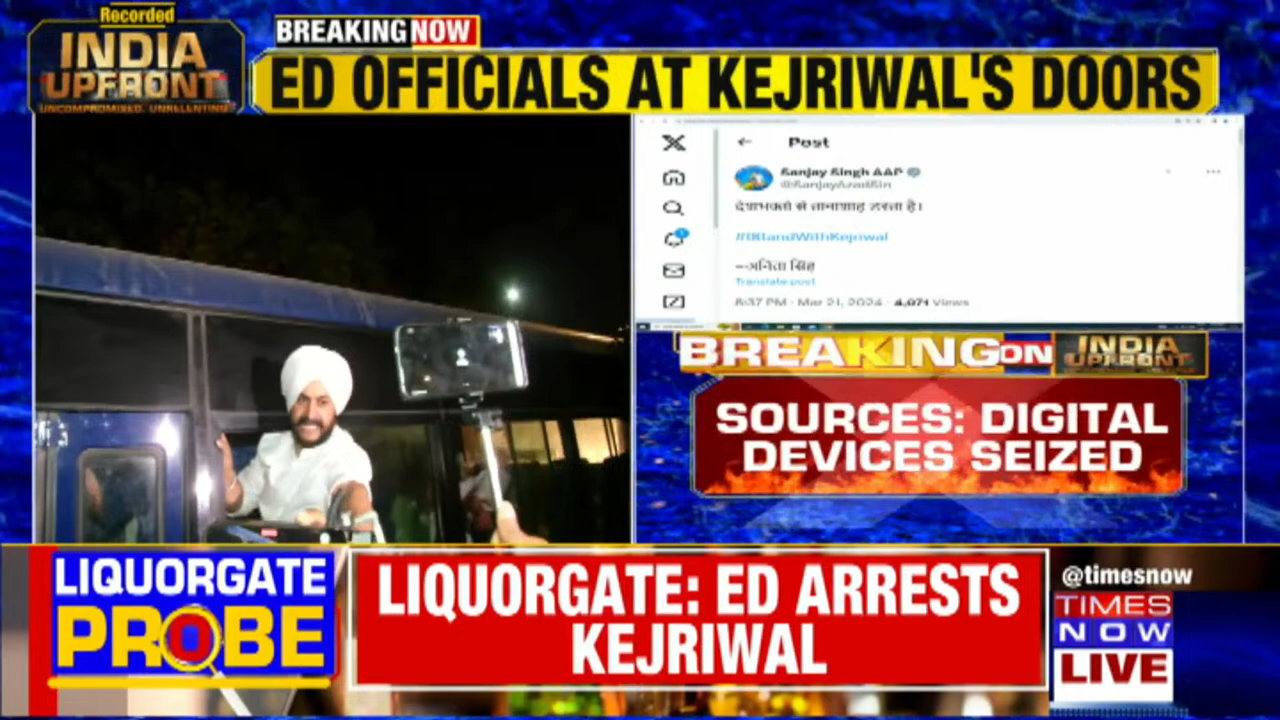 Recorded
INDIA
UPFRONT
UNCOMPROMISED. UNRELENTING
BREAKING NOW
ED OFFICIALS AT KEJRIWAL'S DOORS
Post
Sanjay Singh AAP
@SanjayAzadSln
देशभक्तो से तानाशाह डरता है।
#IStandWithKejriwal
--अनिता सिंह
Translate post
8:37 PM · Mar 21, 2024 · 4,071 Views
BREAKING ON INDIA UPFRONT
SOURCES: DIGITAL
DEVICES SEIZED
LIQUORGATE
PROBE
LIQUORGATE: ED ARRESTS
KEJRIWAL
@timesnow
TIMES
NOW
LIVE